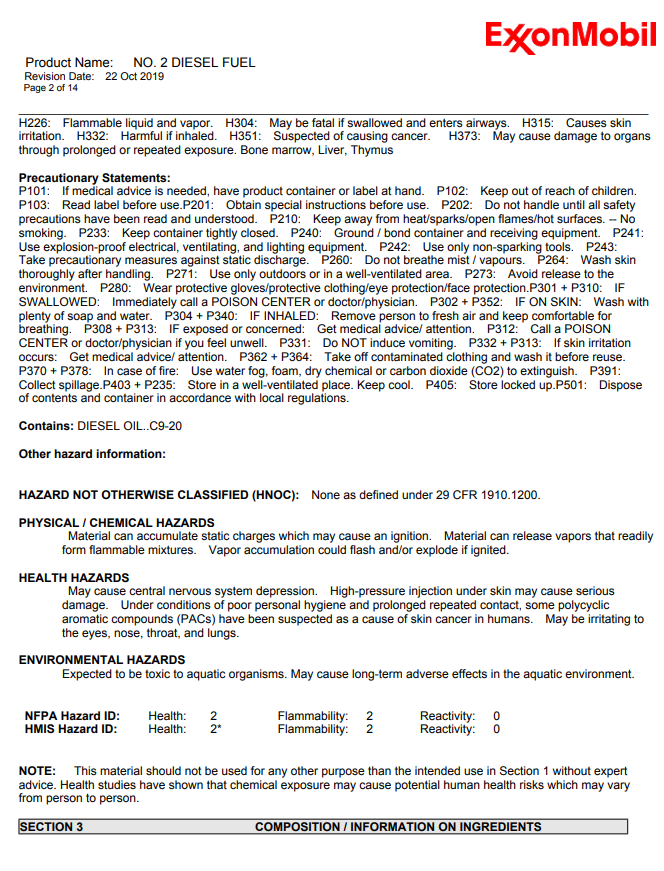 ExxonMobil
Product Name: NO. 2 DIESEL FUEL
Revision Date: 22 Oct 2019
Page 2 of 14
H226: Flammable liquid and vapor. H304: May be fatal if swallowed and enters airways. H315: Causes skin
irritation. H332: Harmful if inhaled. H351: Suspected of causing cancer. H373: May cause damage to organs
through prolonged or repeated exposure. Bone marrow, Liver, Thymus
Precautionary Statements:
P101: If medical advice is needed, have product container or label at hand. P102: Keep out of reach of children.
P103: Read label before use.P201: Obtain special instructions before use. P202: Do not handle until all safety
precautions have been read and understood. P210: Keep away from heat/sparks/open flames/hot surfaces. -- No
smoking. P233: Keep container tightly closed. P240: Ground / bond container and receiving equipment. P241:
Use explosion-proof electrical, ventilating, and lighting equipment. P242: Use only non-sparking tools. P243:
Take precautionary measures against static discharge. P260: Do not breathe mist / vapours. P264: Wash skin
thoroughly after handling. P271: Use only outdoors or in a well-ventilated area. P273: Avoid release to the
environment. P280: Wear protective gloves/protective clothing/eye protection/face protection.P301 + P310: IF
SWALLOWED: Immediately call a POISON CENTER or doctor/physician. P302 + P352: IF ON SKIN: Wash with
plenty of soap and water. P304 + P340: IF INHALED: Remove person to fresh air and keep comfortable for
breathing. P308 + P313: IF exposed or concerned: Get medical advice/ attention. P312: Call a POISON
CENTER or doctor/physician if you feel unwell. P331: Do NOT induce vomiting. P332 + P313: If skin irritation
occurs: Get medical advice/ attention. P362 + P364: Take off contaminated clothing and wash it before reuse.
P370 + P378: In case of fire: Use water fog, foam, dry chemical or carbon dioxide (CO2) to extinguish. P391:
Collect spillage.P403 + P235: Store in a well-ventilated place. Keep cool. P405: Store locked up.P501: Dispose
of contents and container in accordance with local regulations.
Contains: DIESEL OIL..C9-20
Other hazard information:
HAZARD NOT OTHERWISE CLASSIFIED (HNOC): None as defined under 29 CFR 1910.1200.
PHYSICAL / CHEMICAL HAZARDS
Material can accumulate static charges which may cause an ignition. Material can release vapors that readily
form flammable mixtures. Vapor accumulation could flash and/or explode if ignited.
HEALTH HAZARDS
May cause central nervous system depression. High-pressure injection under skin may cause serious
damage. Under conditions of poor personal hygiene and prolonged repeated contact, some polycyclic
aromatic compounds (PACs) have been suspected as a cause of skin cancer in humans. May be irritating to
the eyes, nose, throat, and lungs.
ENVIRONMENTAL HAZARDS
Expected to be toxic to aquatic organisms. May cause long-term adverse effects in the aquatic environment.
NFPA Hazard ID: Health: 2 Flammability: 2 Reactivity: 0
HMIS Hazard ID: Health: 2* Flammability: 2 Reactivity: 0
NOTE: This material should not be used for any other purpose than the intended use in Section 1 without expert
advice. Health studies have shown that chemical exposure may cause potential human health risks which may vary
from person to person.
SECTION 3 COMPOSITION / INFORMATION ON INGREDIENTS